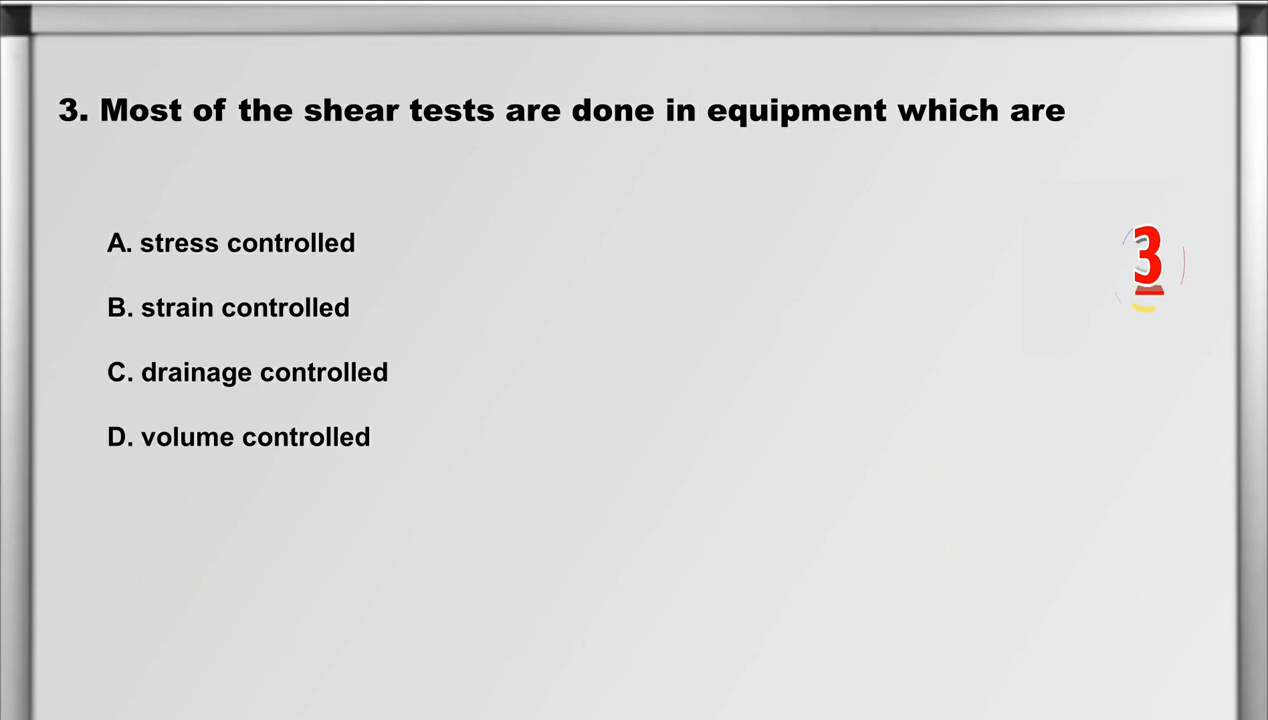 3. Most of the shear tests are done in equipment which are
A. stress controlled
3
B. strain controlled
C. drainage controlled
D. volume controlled